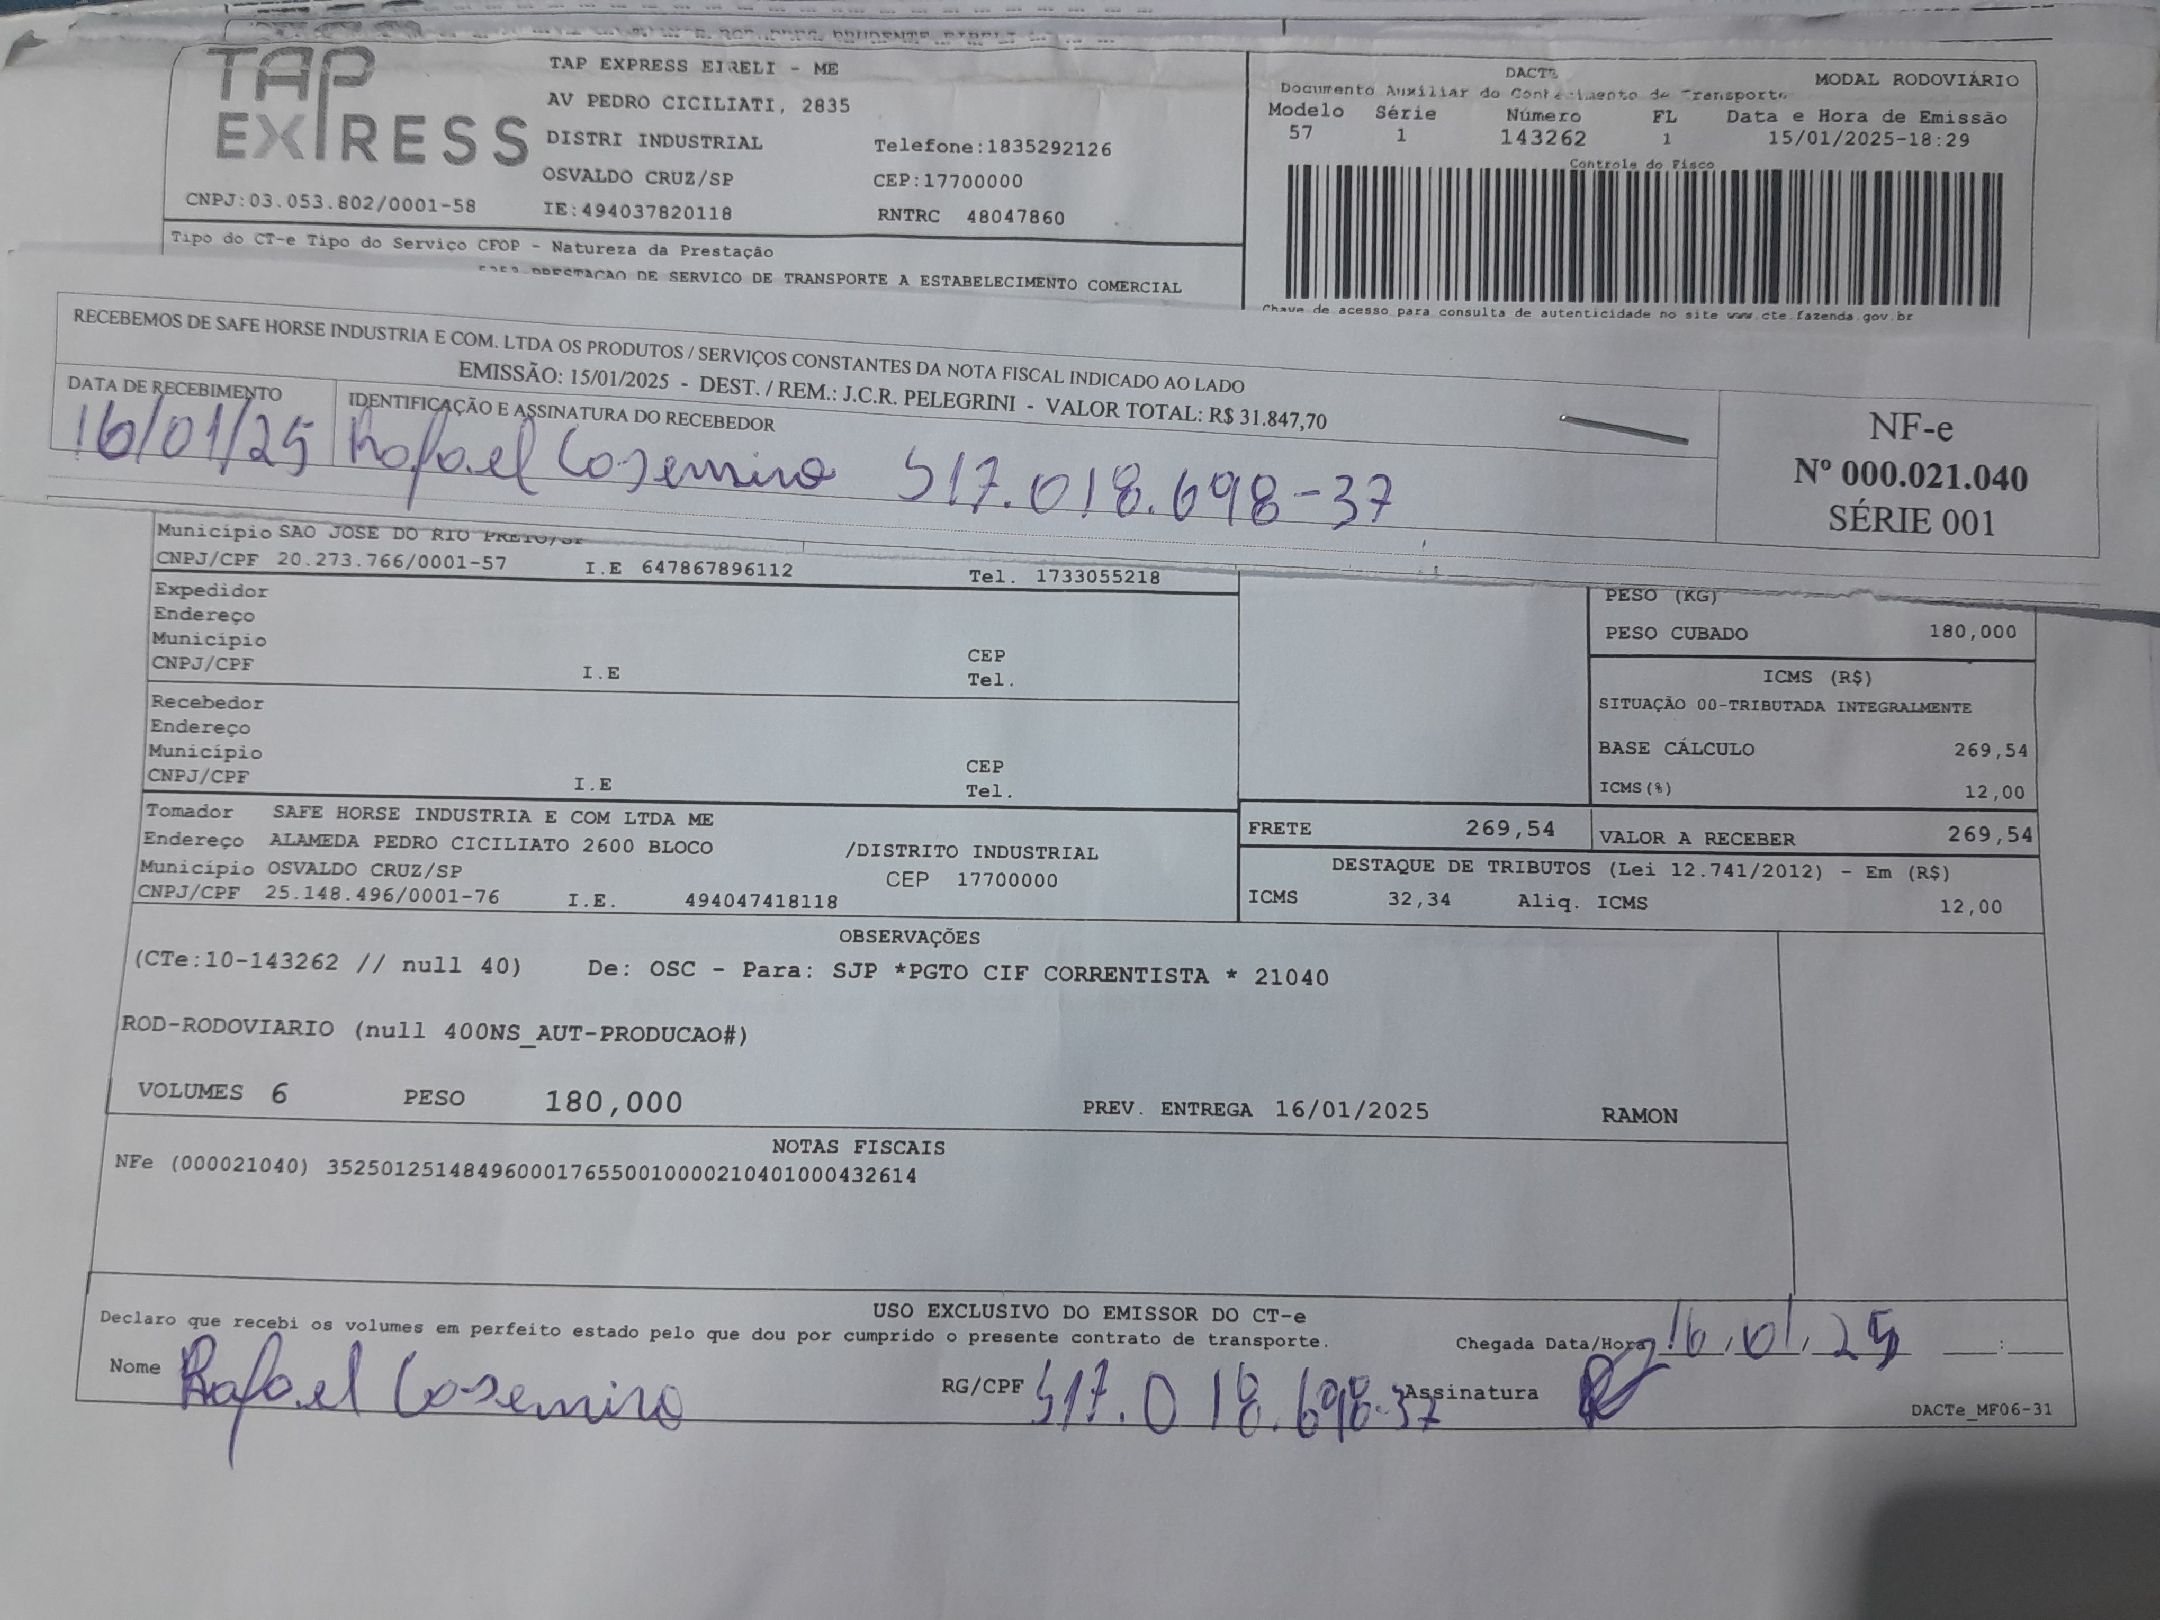 TAP EXPRESS
TAP EXPRESS EIRELI - ME
AV PEDRO CICILIATI, 2835
DISTRI INDUSTRIAL Telefone:1835292126
OSVALDO CRUZ/SP CEP:17700000
CNPJ:03.053.802/0001-58 IE:494037820118 RNTRC 48047860
DACTE MODAL RODOVIÁRIO
Documento Auxiliar do Conhecimento de Transporte
Modelo Série Número FL Data e Hora de Emissão
57 1 143262 1 15/01/2025-18:29
Controle do Fisco
Chave de acesso para consulta de autenticidade no site www.cte.fazenda.gov.br
Tipo do CT-e Tipo do Serviço CFOP - Natureza da Prestação
PRESTACAO DE SERVICO DE TRANSPORTE A ESTABELECIMENTO COMERCIAL
RECEBEMOS DE SAFE HORSE INDUSTRIA E COM. LTDA OS PRODUTOS / SERVIÇOS CONSTANTES DA NOTA FISCAL INDICADO AO LADO
EMISSÃO: 15/01/2025 - DEST. / REM.: J.C.R. PELEGRINI - VALOR TOTAL: R$ 31.847,70
DATA DE RECEBIMENTO IDENTIFICAÇÃO E ASSINATURA DO RECEBEDOR
16/01/25 Rafael Cosemiro 517.018.698-37
NF-e
Nº 000.021.040
SÉRIE 001
Município SAO JOSE DO RIO PRETO/SP
CNPJ/CPF 20.273.766/0001-57 I.E 647867896112 Tel. 1733055218
Expedidor
Endereço
Município CEP
CNPJ/CPF I.E Tel.
Recebedor
Endereço
Município CEP
CNPJ/CPF I.E Tel.
PESO (KG)
PESO CUBADO 180,000
ICMS (R$)
SITUAÇÃO 00-TRIBUTADA INTEGRALMENTE
BASE CÁLCULO 269,54
ICMS(%) 12,00
Tomador SAFE HORSE INDUSTRIA E COM LTDA ME
Endereço ALAMEDA PEDRO CICILIATO 2600 BLOCO /DISTRITO INDUSTRIAL
Município OSVALDO CRUZ/SP CEP 17700000
CNPJ/CPF 25.148.496/0001-76 I.E. 494047418118
FRETE 269,54 VALOR A RECEBER 269,54
DESTAQUE DE TRIBUTOS (Lei 12.741/2012) - Em (R$)
ICMS 32,34 Aliq. ICMS 12,00
OBSERVAÇÕES
(CTe:10-143262 // null 40) De: OSC - Para: SJP *PGTO CIF CORRENTISTA * 21040
ROD-RODOVIARIO (null 400NS_AUT-PRODUCAO#)
VOLUMES 6 PESO 180,000 PREV. ENTREGA 16/01/2025 RAMON
NOTAS FISCAIS
NFe (000021040) 35250125148496000176550010000210401000432614
USO EXCLUSIVO DO EMISSOR DO CT-e
Declaro que recebi os volumes em perfeito estado pelo que dou por cumprido o presente contrato de transporte. Chegada Data/Hora 16.01.25 :
Nome Rafael Cosemiro RG/CPF 517.018.698-37 Assinatura
DACTe_MF06-31